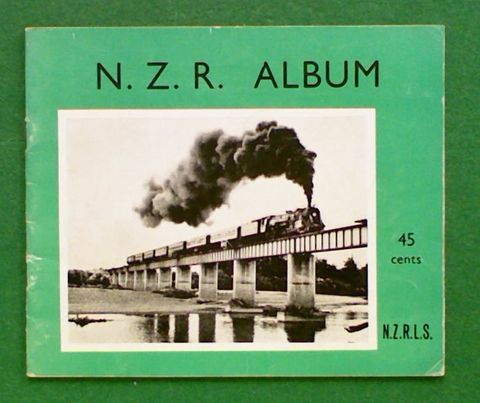 N. Z. R. ALBUM
45
cents
N.Z.R.L.S.